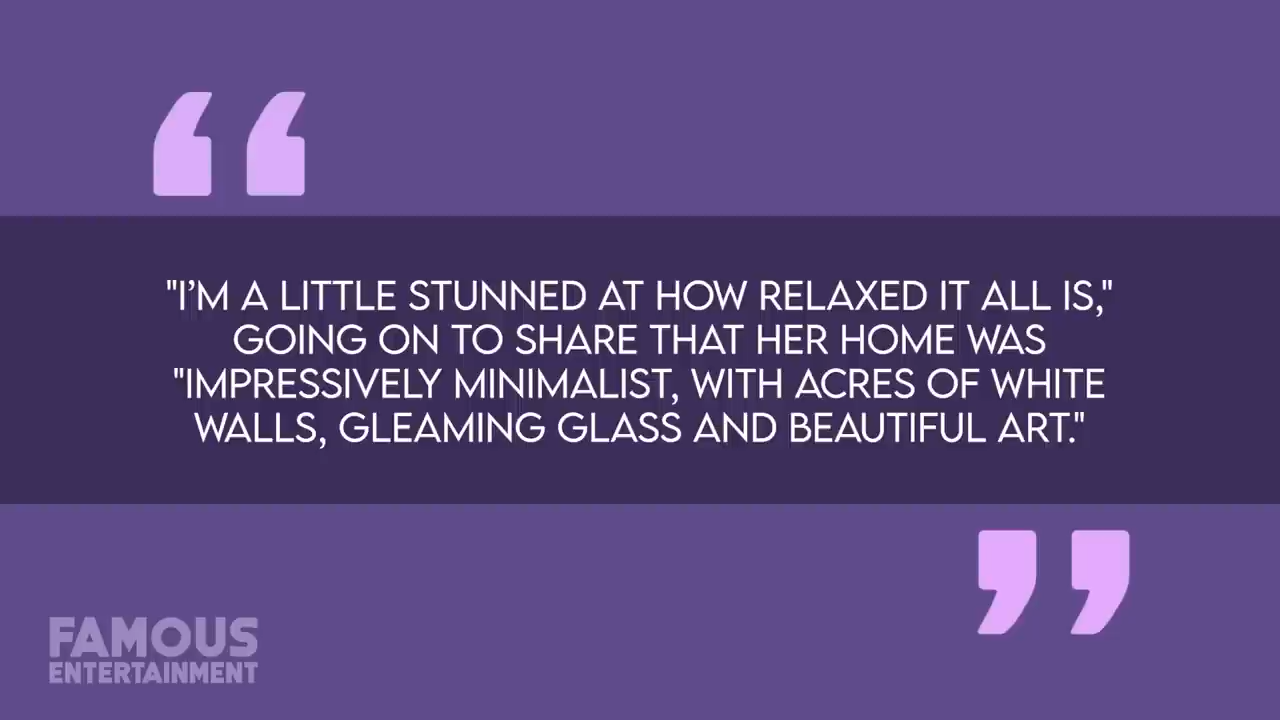 "I’M A LITTLE STUNNED AT HOW RELAXED IT ALL IS,"
GOING ON TO SHARE THAT HER HOME WAS
"IMPRESSIVELY MINIMALIST, WITH ACRES OF WHITE
WALLS, GLEAMING GLASS AND BEAUTIFUL ART."
FAMOUS
ENTERTAINMENT